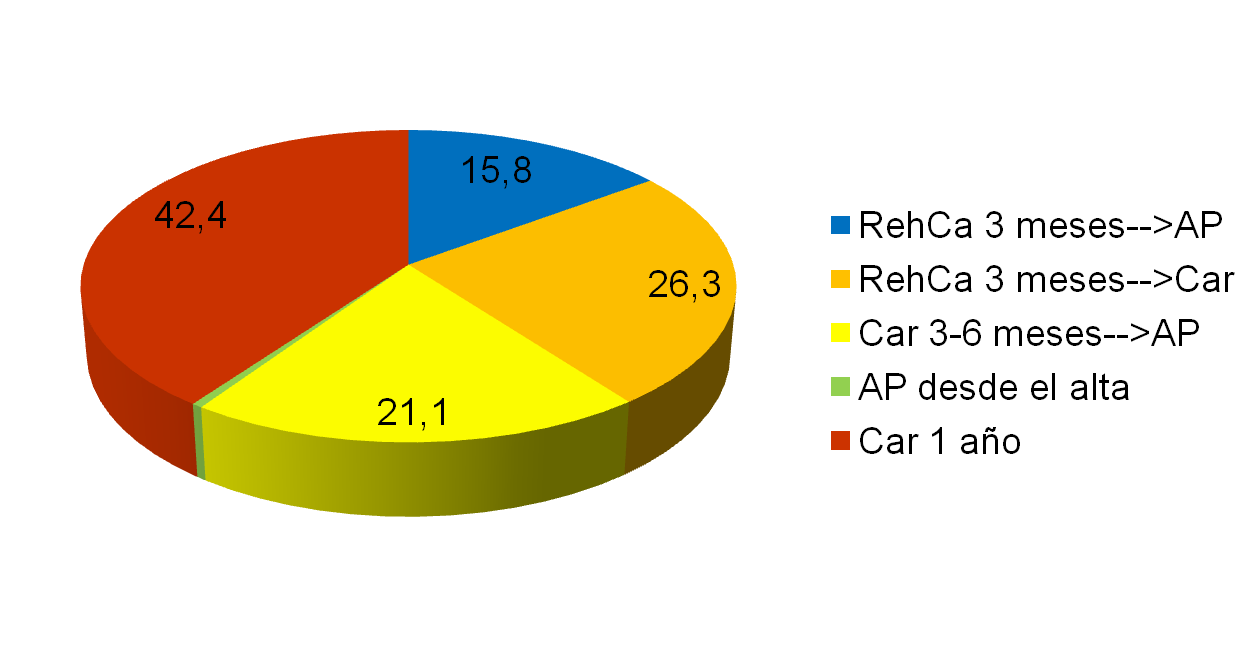 15,8
42,4
26,3
21,1
RehCa 3 meses-->AP
RehCa 3 meses-->Car
Car 3-6 meses-->AP
AP desde el alta
Car 1 año